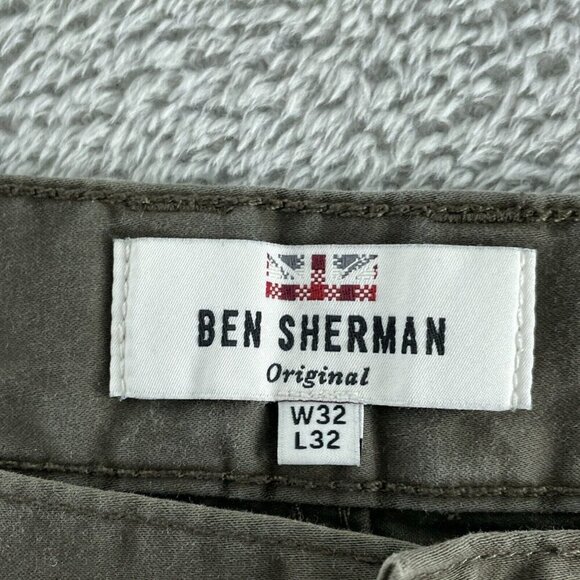 BEN SHERMAN
Original
W32
L32